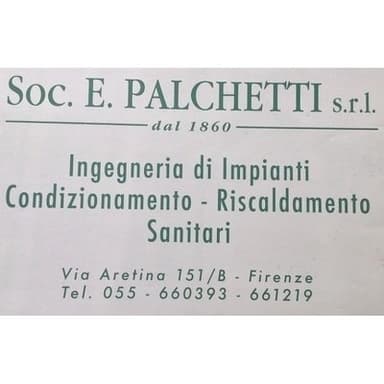 Soc. E. PALCHETTI s.r.l.
dal 1860
Ingegneria di Impianti
Condizionamento - Riscaldamento
Sanitari
Via Aretina 151/B - Firenze
Tel. 055 - 660393 - 661219